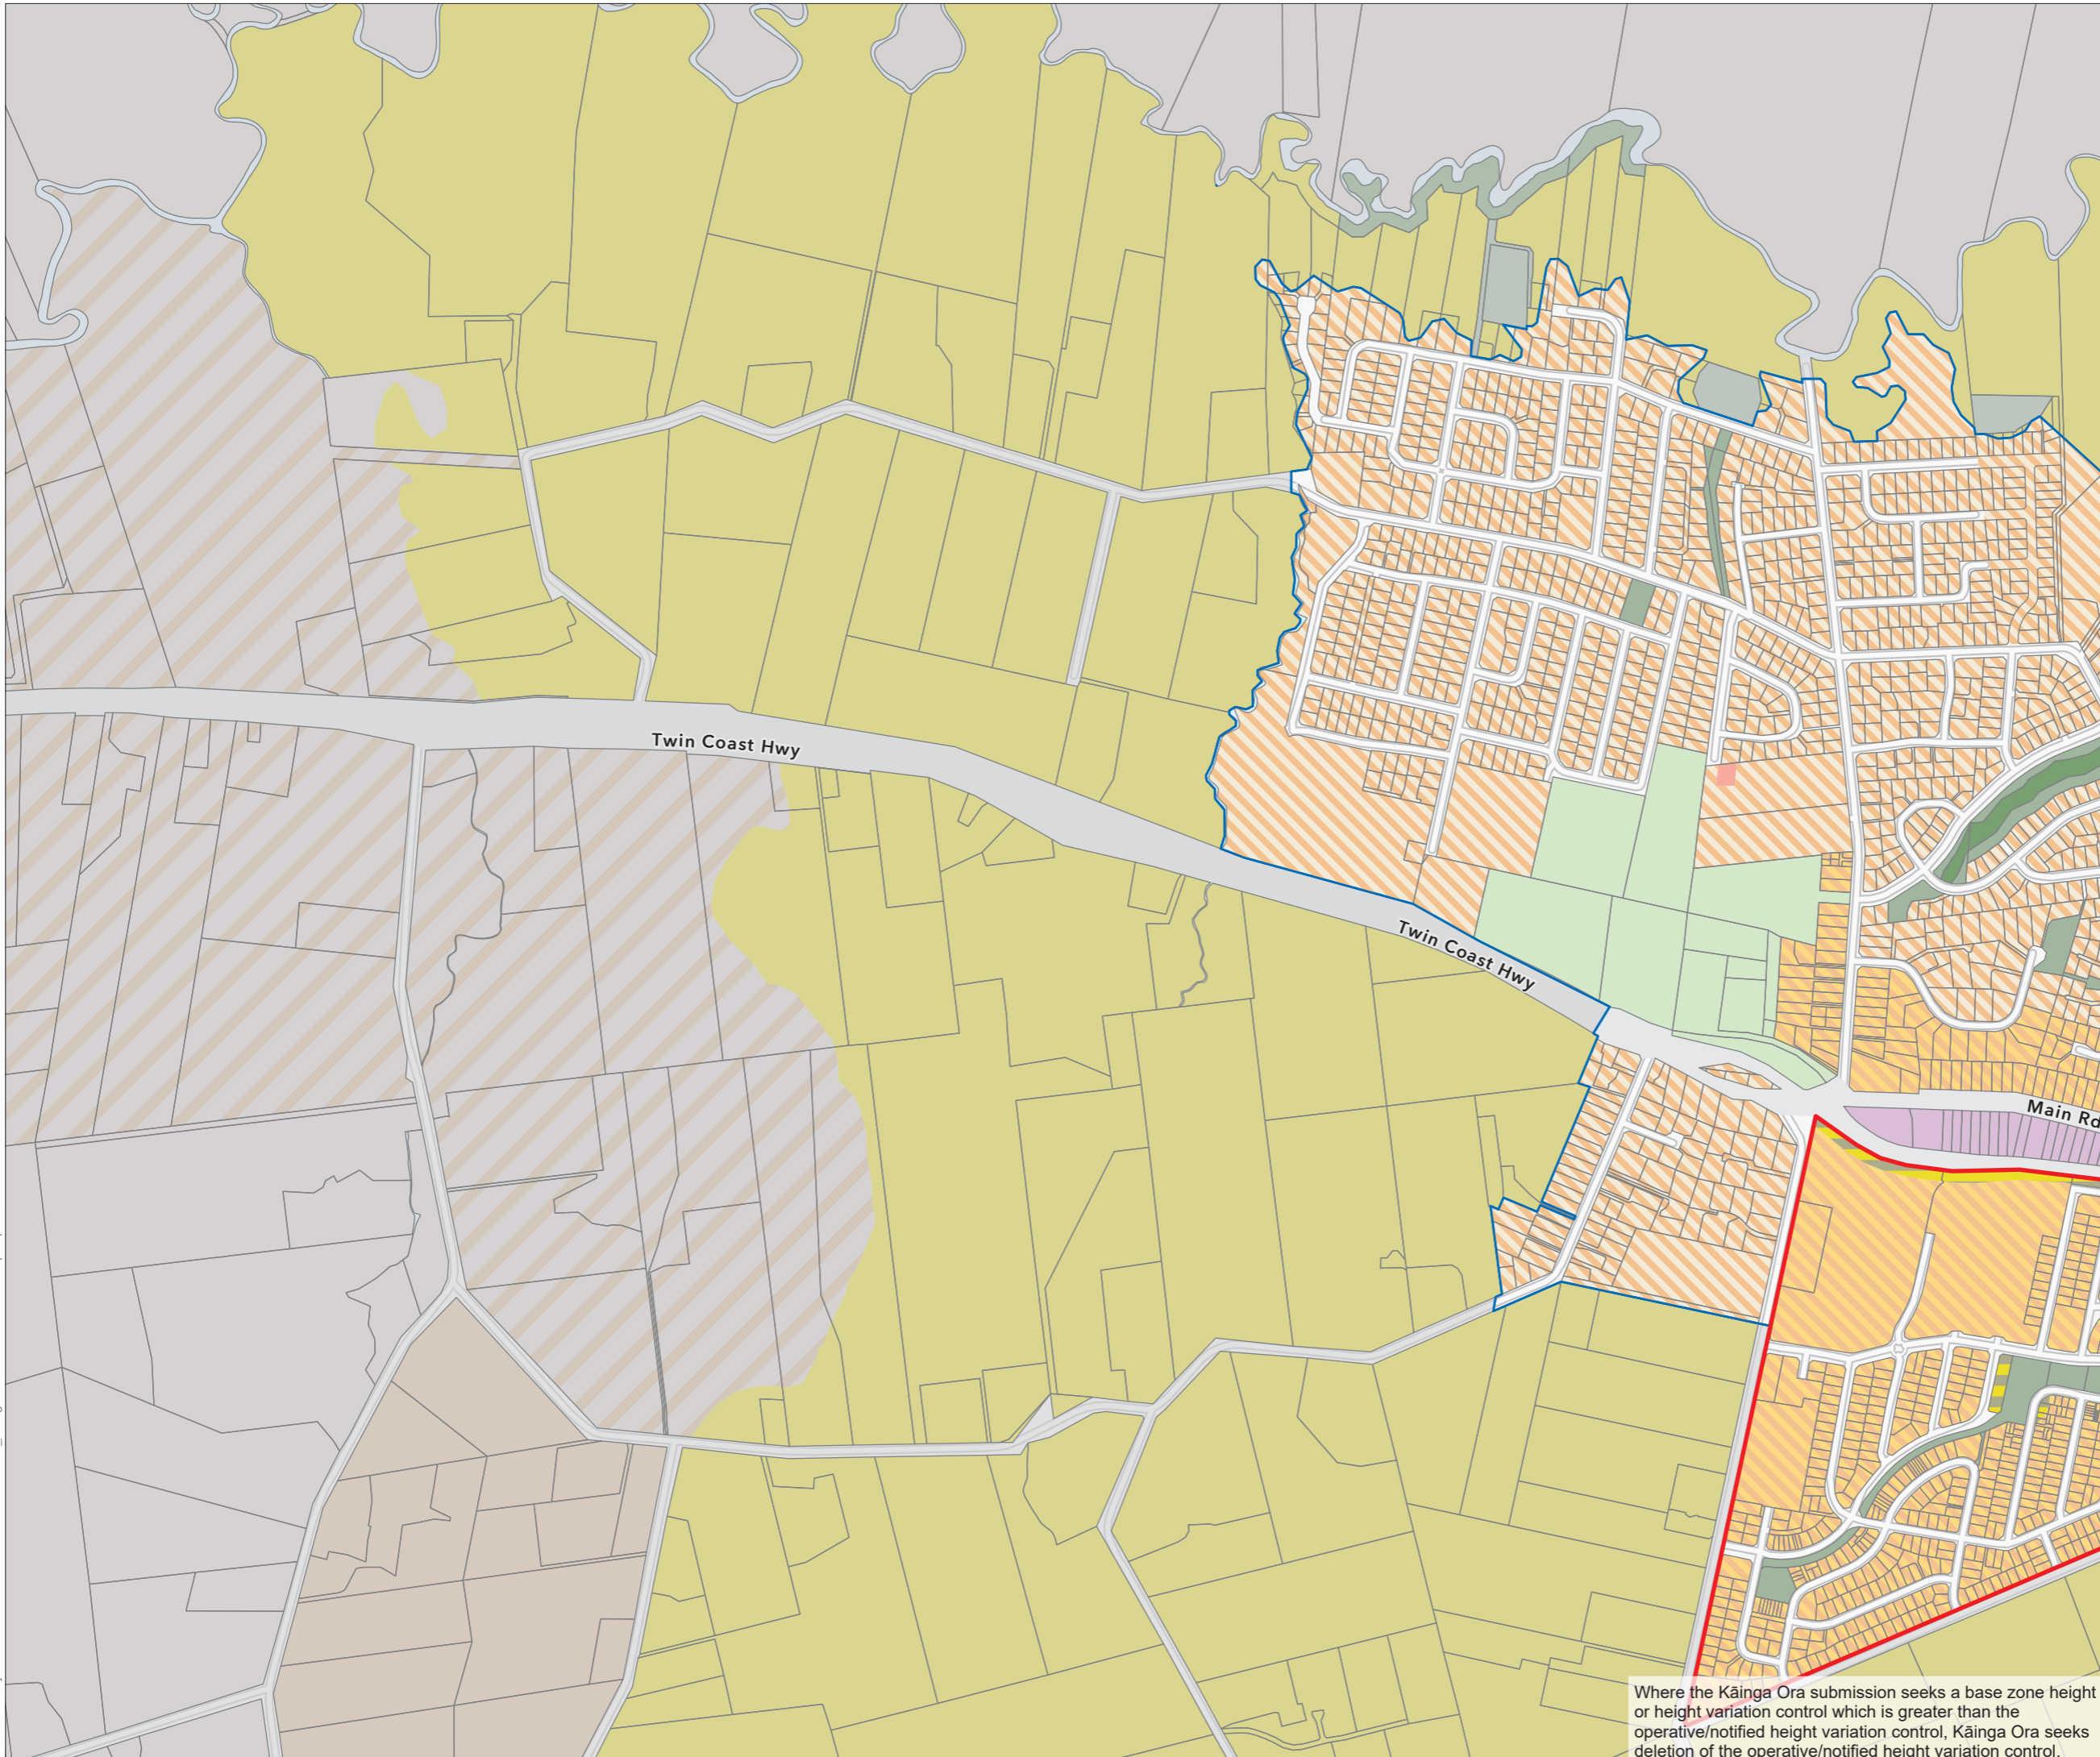 Twin Coast Hwy
Twin Coast Hwy
Main Rd
Where the Kāinga Ora submission seeks a base zone height
or height variation control which is greater than the
operative/notified height variation control, Kāinga Ora seeks
deletion of the operative/notified height variation control.